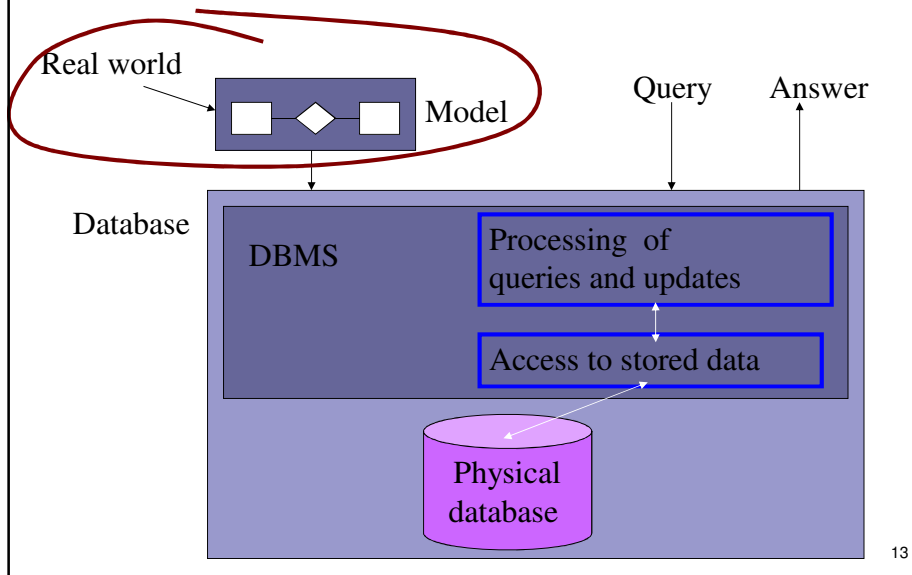 Real world
Model
Query
Answer
Database
DBMS
Processing of
queries and updates
Access to stored data
Physical
database
13